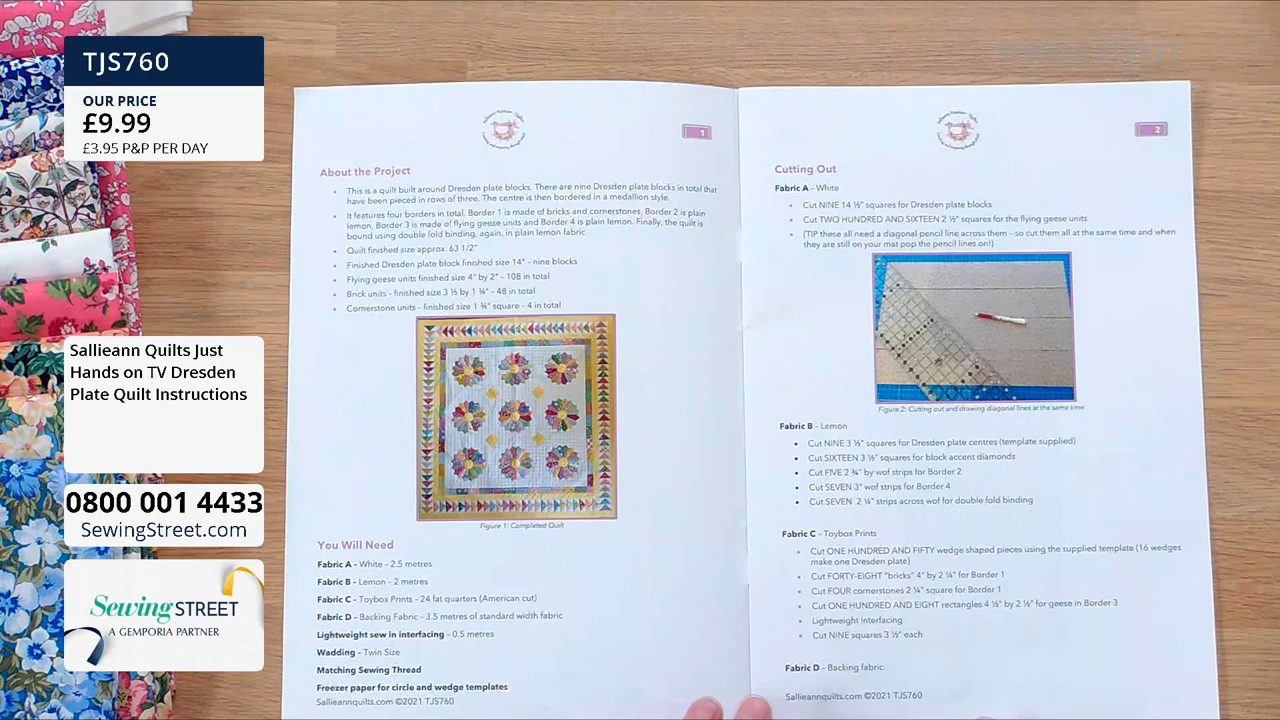 TJS760
OUR PRICE
£9.99
£3.95 P&P PER DAY
Sallieann Quilts Just
Hands on TV Dresden
Plate Quilt Instructions
0800 001 4433
SewingStreet.com
Sewing STREET
A GEMPORIA PARTNER
1
About the Project
• This is a quilt built around Dresden plate blocks. There are nine Dresden plate blocks in total that
have been pieced in rows of three. The centre is then bordered in a medallion style.
• It features four borders in total. Border 1 is made of bricks and cornerstones. Border 2 is plain
lemon, Border 3 is made of flying geese units and Border 4 is plain lemon. Finally, the quilt is
bound using double fold binding, again, in plain lemon fabric
• Quilt finished size approx. 63 1/2"
• Finished Dresden plate block finished size 14" - nine blocks
• Flying geese units finished size 4" by 2" - 108 in total
• Brick units - finished size 3 ½ by 1 ¾" - 48 in total
• Cornerstone units - finished size 1 ¾" square - 4 in total
Figure 1: Completed Quilt
You Will Need
Fabric A - White - 2.5 metres
Fabric B - Lemon - 2 metres
Fabric C - Toybox Prints - 24 fat quarters (American cut)
Fabric D - Backing Fabric - 3.5 metres of standard width fabric
Lightweight sew in interfacing - 0.5 metres
Wadding - Twin Size
Matching Sewing Thread
Freezer paper for circle and wedge templates
Sallieannquilts.com ©2021 TJS760
2
Cutting Out
Fabric A - White
• Cut NINE 14 ½" squares for Dresden plate blocks
• Cut TWO HUNDRED AND SIXTEEN 2 ½" squares for the flying geese units
• (TIP these all need a diagonal pencil line across them - so cut them all at the same time and when
they are still on your mat pop the pencil lines on!)
Figure 2: Cutting out and drawing diagonal lines at the same time
Fabric B - Lemon
• Cut NINE 3 ½" squares for Dresden plate centres (template supplied)
• Cut SIXTEEN 3 ½" squares for block accent diamonds
• Cut FIVE 2 ¾" by wof strips for Border 2
• Cut SEVEN 3" wof strips for Border 4
• Cut SEVEN 2 ¼" strips across wof for double fold binding
Fabric C - Toybox Prints
• Cut ONE HUNDRED AND FIFTY wedge shaped pieces using the supplied template (16 wedges
make one Dresden plate)
• Cut FORTY-EIGHT "bricks" 4" by 2 ¼" for Border 1
• Cut FOUR cornerstones 2 ¼" square for Border 1
• Cut ONE HUNDRED AND EIGHT rectangles 4 ½" by 2 ½" for geese in Border 3
• Lightweight Interfacing
• Cut NINE squares 3 ½" each
Fabric D - Backing fabric
Sallieannquilts.com ©2021 TJS760